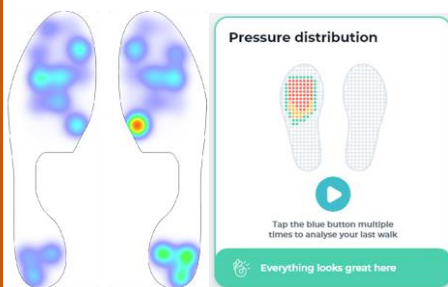 Pressure distribution
Tap the blue button multiple
times to analyse your last walk
Everything looks great here